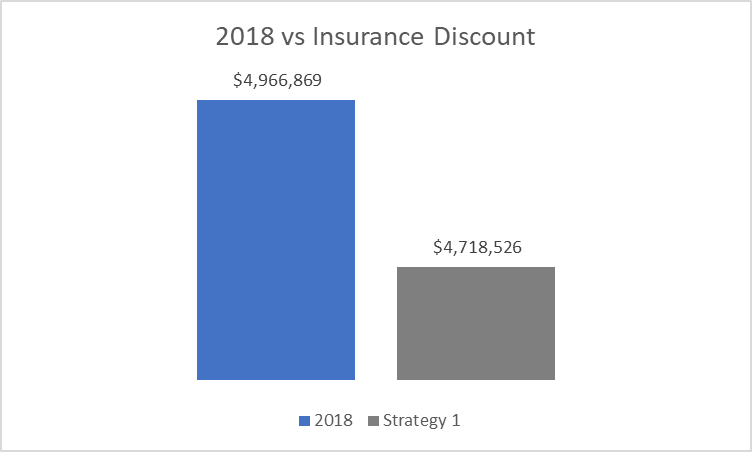 2018 vs Insurance Discount
$4,966,869
$4,718,526
2018 Strategy 1